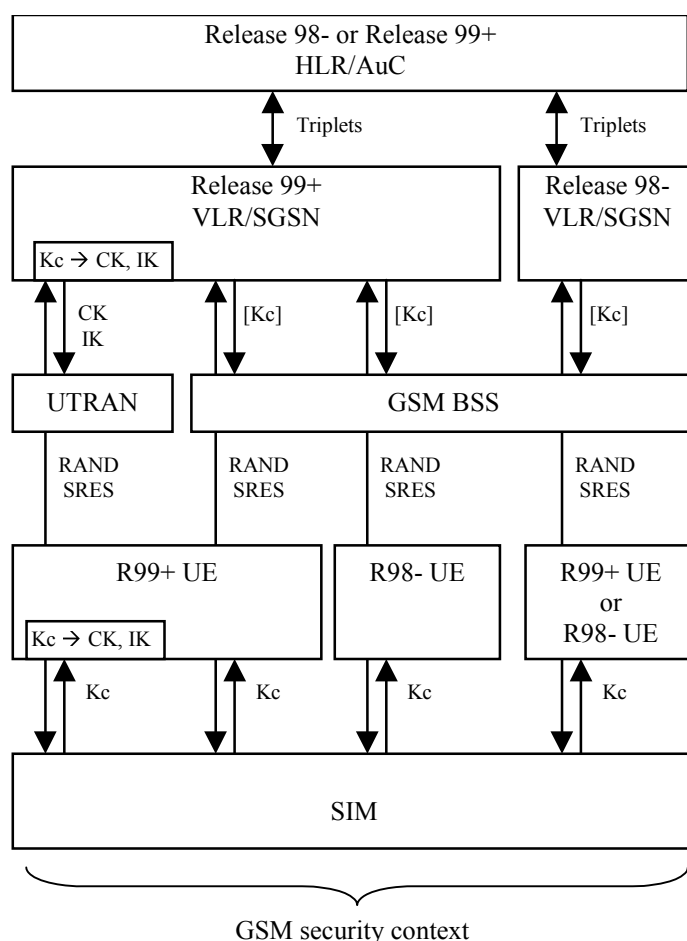 Release 98- or Release 99+
HLR/AuC
Triplets
Triplets
Release 99+
VLR/SGSN
Release 98-
VLR/SGSN
Kc → CK, IK
CK
IK
[Kc]
[Kc]
[Kc]
UTRAN
GSM BSS
RAND
SRES
RAND
SRES
RAND
SRES
RAND
SRES
R99+ UE
R98- UE
R99+ UE
or
R98- UE
Kc → CK, IK
Kc
Kc
Kc
Kc
SIM
GSM security context